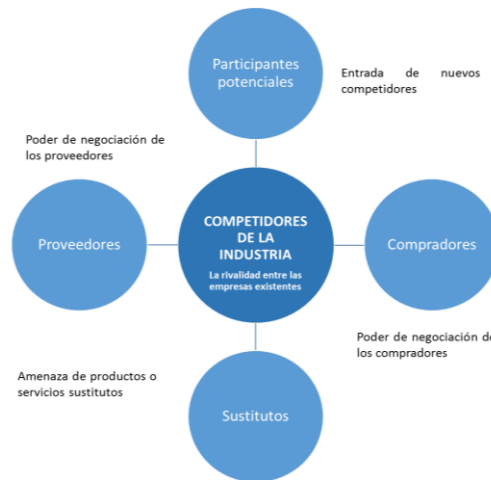 Participantes
potenciales
Entrada de nuevos
competidores
Poder de negociación de
los proveedores
Proveedores
COMPETIDORES
DE LA
INDUSTRIA
La rivalidad entre las
empresas existentes
Compradores
Poder de negociación de
los compradores
Amenaza de productos o
servicios sustitutos
Sustitutos